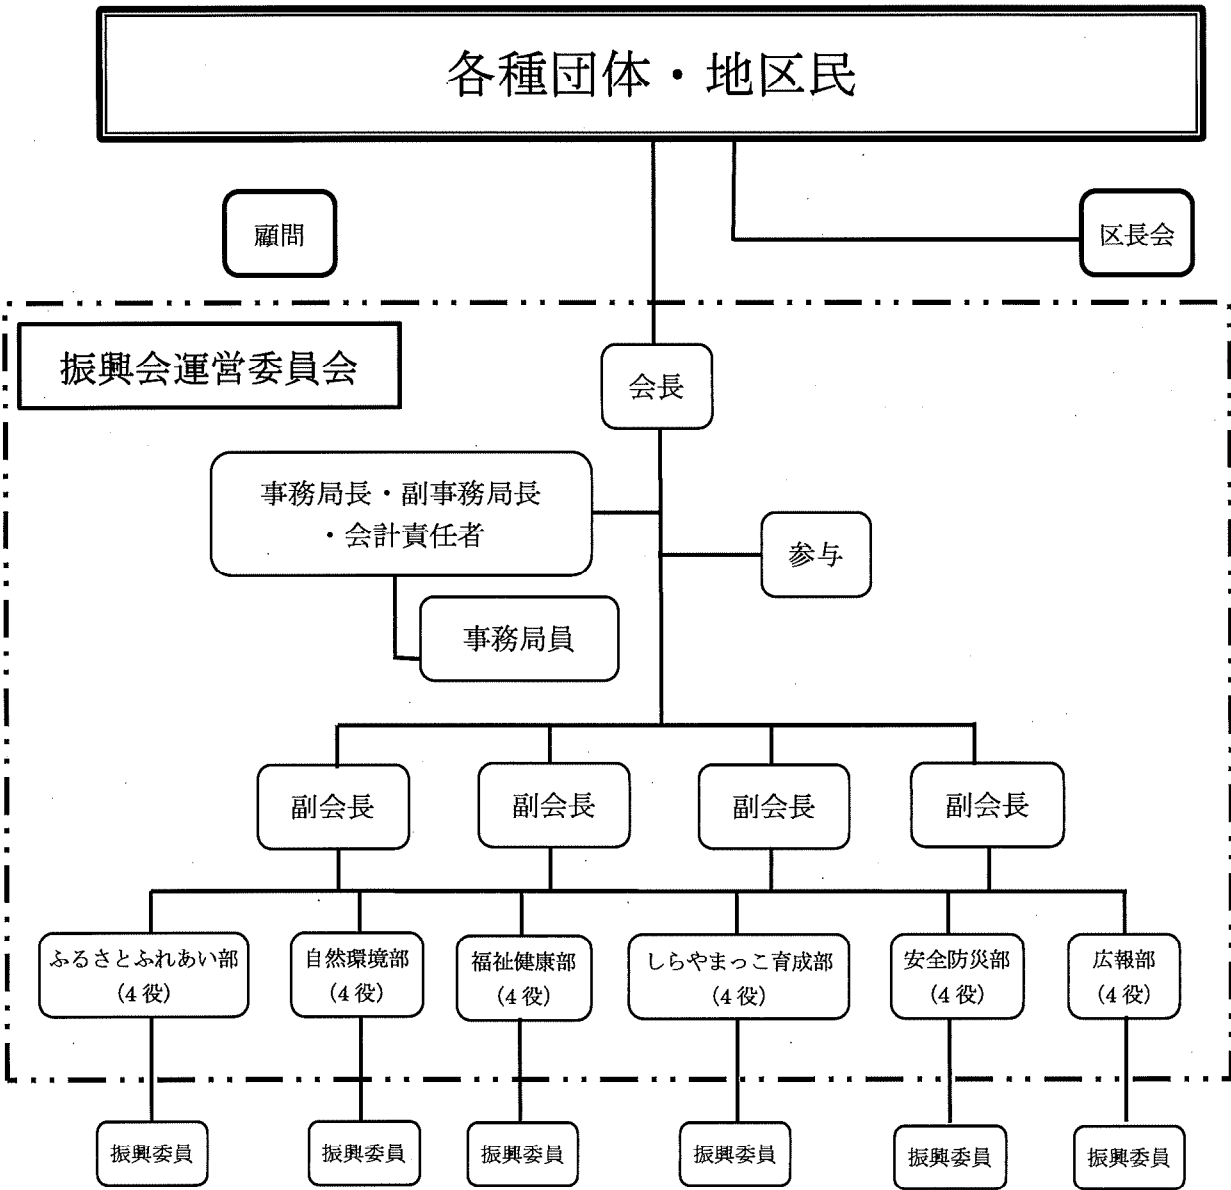 各種団体・地区民
顧問
区長会
振興会運営委員会
会長
事務局長・副事務局長
・会計責任者
参与
事務局員
副会長
副会長
副会長
副会長
ふるさとふれあい部
(4役)
自然環境部
(4役)
福祉健康部
(4役)
しらやまっこ育成部
(4役)
安全防災部
(4役)
広報部
(4役)
振興委員
振興委員
振興委員
振興委員
振興委員
振興委員